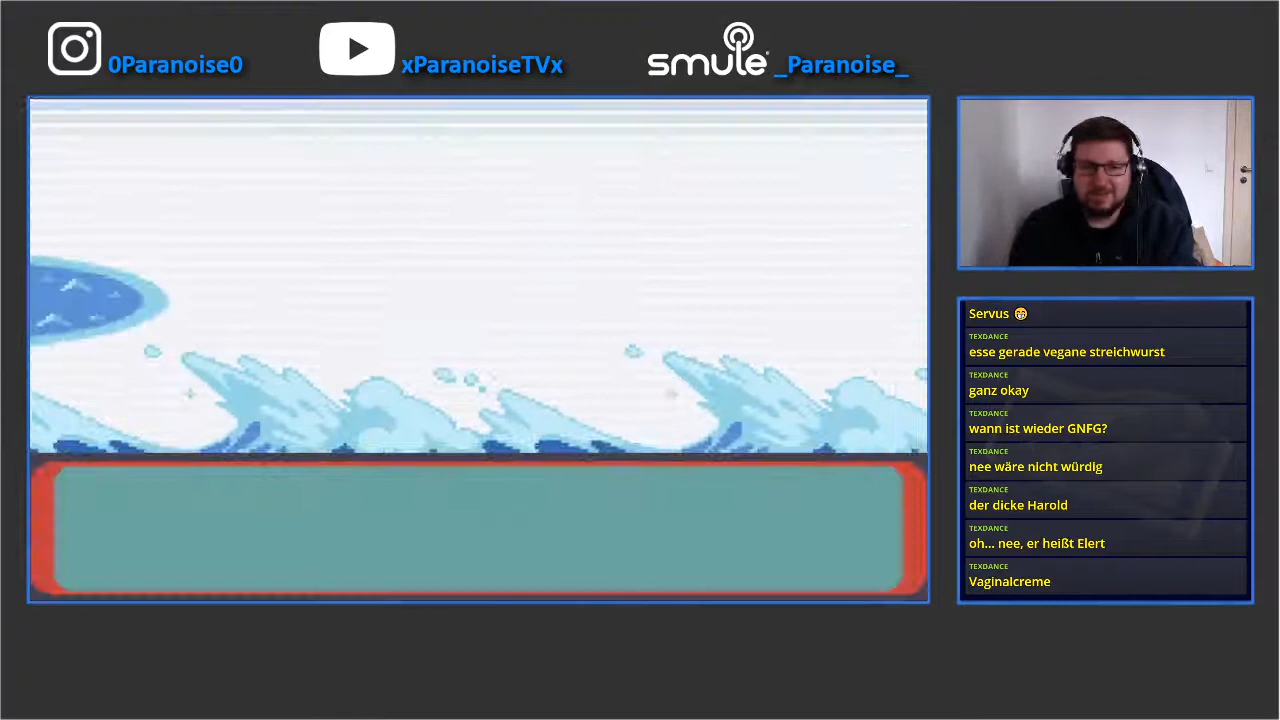 0Paranoise0
xParanoiseTVx
smule
_Paranoise_
Servus 😁
TEXDANCE
esse gerade vegane streichwurst
TEXDANCE
ganz okay
TEXDANCE
wann ist wieder GNFG?
TEXDANCE
nee wäre nicht würdig
TEXDANCE
der dicke Harold
TEXDANCE
oh... nee, er heißt Elert
TEXDANCE
Vaginalcreme